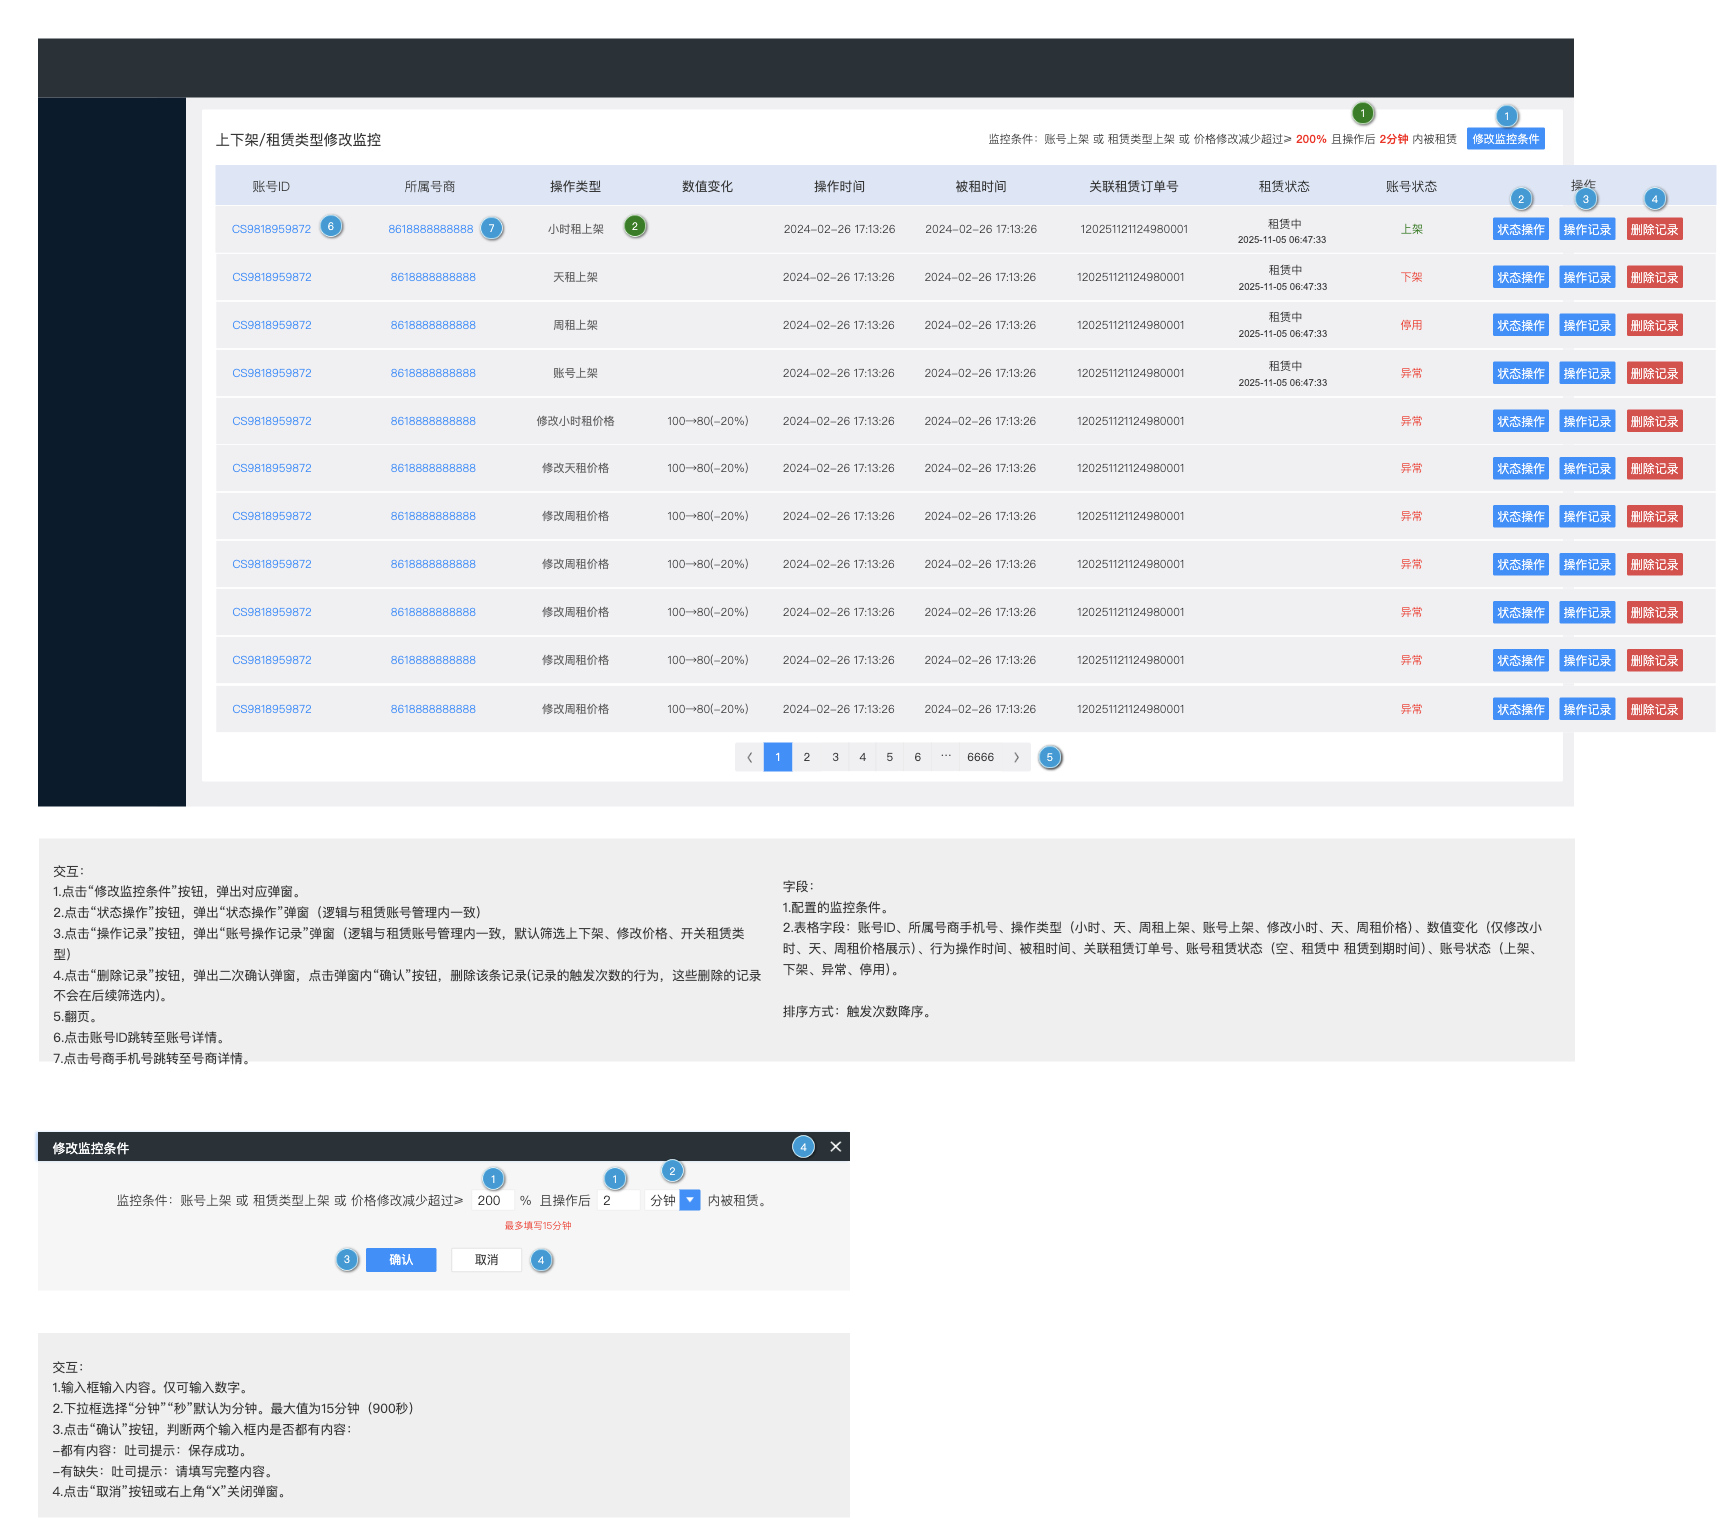 上下架/租赁类型修改监控
监控条件：账号上架 或 租赁类型上架 或 价格修改减少超过≥ 200% 且操作后 2分钟 内被租赁
1
1
修改监控条件
账号ID 所属号商 操作类型 数值变化 操作时间 被租时间 关联租赁订单号 租赁状态 账号状态 操作
2 3 4
CS9818959872 6 8618888888888 7 小时租上架 2 2024-02-26 17:13:26 2024-02-26 17:13:26 120251121124980001 租赁中 上架 状态操作 操作记录 删除记录
2025-11-05 06:47:33
CS9818959872 8618888888888 天租上架 2024-02-26 17:13:26 2024-02-26 17:13:26 120251121124980001 租赁中 下架 状态操作 操作记录 删除记录
2025-11-05 06:47:33
CS9818959872 8618888888888 周租上架 2024-02-26 17:13:26 2024-02-26 17:13:26 120251121124980001 租赁中 停用 状态操作 操作记录 删除记录
2025-11-05 06:47:33
CS9818959872 8618888888888 账号上架 2024-02-26 17:13:26 2024-02-26 17:13:26 120251121124980001 租赁中 异常 状态操作 操作记录 删除记录
2025-11-05 06:47:33
CS9818959872 8618888888888 修改小时租价格 100→80(-20%) 2024-02-26 17:13:26 2024-02-26 17:13:26 120251121124980001 异常 状态操作 操作记录 删除记录
CS9818959872 8618888888888 修改天租价格 100→80(-20%) 2024-02-26 17:13:26 2024-02-26 17:13:26 120251121124980001 异常 状态操作 操作记录 删除记录
CS9818959872 8618888888888 修改周租价格 100→80(-20%) 2024-02-26 17:13:26 2024-02-26 17:13:26 120251121124980001 异常 状态操作 操作记录 删除记录
CS9818959872 8618888888888 修改周租价格 100→80(-20%) 2024-02-26 17:13:26 2024-02-26 17:13:26 120251121124980001 异常 状态操作 操作记录 删除记录
CS9818959872 8618888888888 修改周租价格 100→80(-20%) 2024-02-26 17:13:26 2024-02-26 17:13:26 120251121124980001 异常 状态操作 操作记录 删除记录
CS9818959872 8618888888888 修改周租价格 100→80(-20%) 2024-02-26 17:13:26 2024-02-26 17:13:26 120251121124980001 异常 状态操作 操作记录 删除记录
CS9818959872 8618888888888 修改周租价格 100→80(-20%) 2024-02-26 17:13:26 2024-02-26 17:13:26 120251121124980001 异常 状态操作 操作记录 删除记录
1 2 3 4 5 6 ··· 6666 5
交互：
1.点击“修改监控条件”按钮，弹出对应弹窗。
2.点击“状态操作”按钮，弹出“状态操作”弹窗（逻辑与租赁账号管理内一致）
3.点击“操作记录”按钮，弹出“账号操作记录”弹窗（逻辑与租赁账号管理内一致，默认筛选上下架、修改价格、开关租赁类
型）
4.点击“删除记录”按钮，弹出二次确认弹窗，点击弹窗内“确认”按钮，删除该条记录(记录的触发次数的行为，这些删除的记录
不会在后续筛选内)。
5.翻页。
6.点击账号ID跳转至账号详情。
7.点击号商手机号跳转至号商详情。
字段：
1.配置的监控条件。
2.表格字段：账号ID、所属号商手机号、操作类型（小时、天、周租上架、账号上架、修改小时、天、周租价格）、数值变化（仅修改小
时、天、周租价格展示）、行为操作时间、被租时间、关联租赁订单号、账号租赁状态（空、租赁中 租赁到期时间）、账号状态（上架、
下架、异常、停用）。
排序方式：触发次数降序。
修改监控条件 4
1 1 2
监控条件：账号上架 或 租赁类型上架 或 价格修改减少超过≥ 200 % 且操作后 2 分钟 内被租赁。
最多填写15分钟
3 确认 取消 4
交互：
1.输入框输入内容。仅可输入数字。
2.下拉框选择“分钟”“秒”默认为分钟。最大值为15分钟（900秒）
3.点击“确认”按钮，判断两个输入框内是否都有内容：
-都有内容：吐司提示：保存成功。
-有缺失：吐司提示：请填写完整内容。
4.点击“取消”按钮或右上角“X”关闭弹窗。